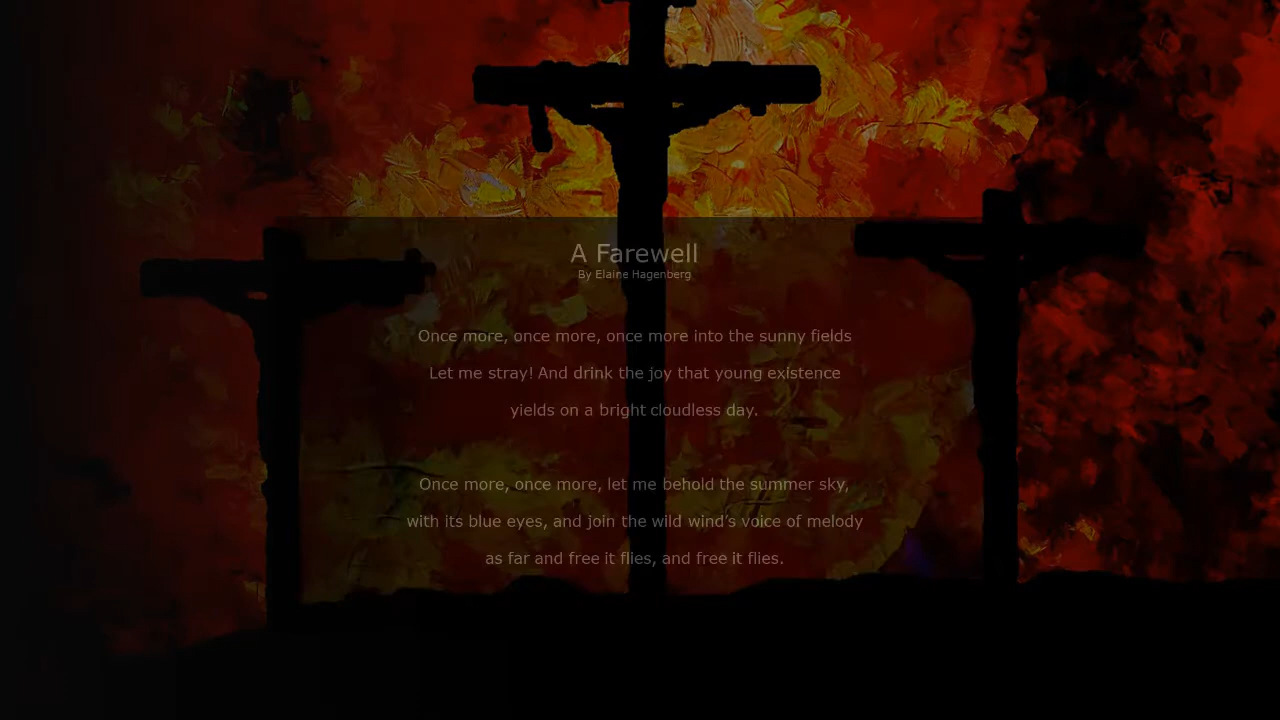 A Farewell
By Elaine Hagenberg
Once more, once more, once more into the sunny fields
Let me stray! And drink the joy that young existence
yields on a bright cloudless day.
Once more, once more, let me behold the summer sky,
with its blue eyes, and join the wild wind’s voice of melody
as far and free it flies, and free it flies.